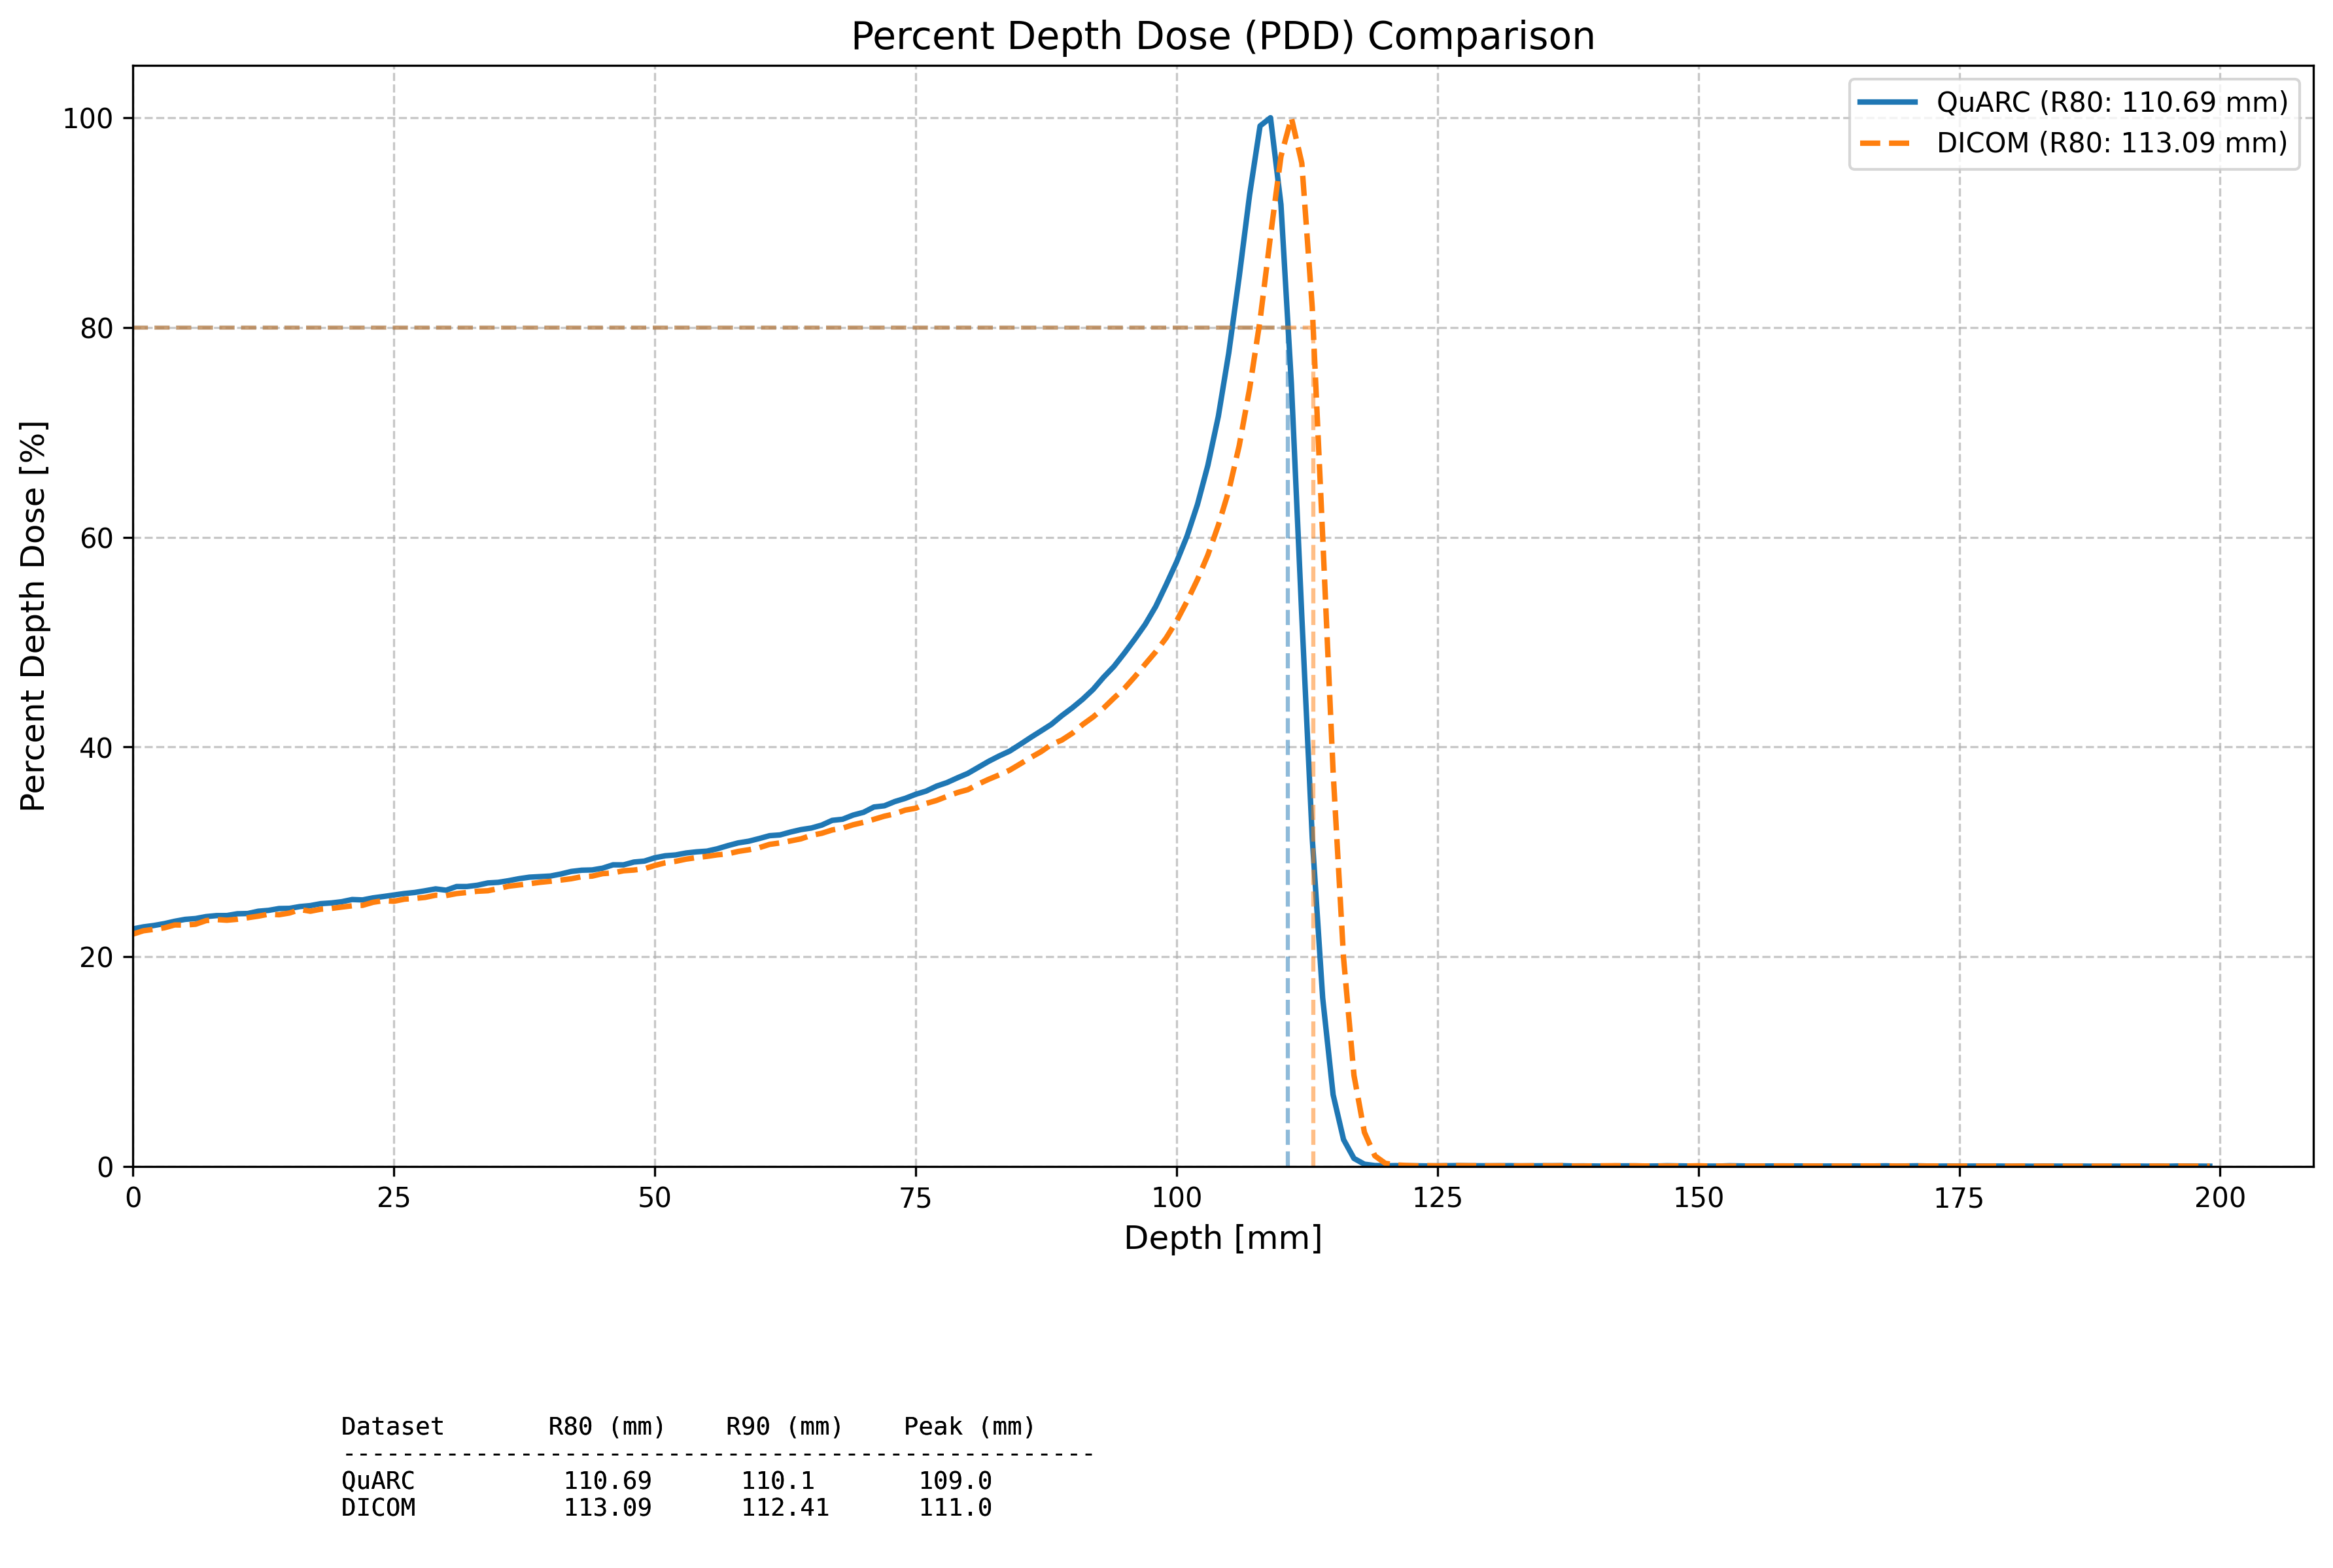 Percent Depth Dose (PDD) Comparison
QuARC (R80: 110.69 mm)
DICOM (R80: 113.09 mm)
Percent Depth Dose [%]
100
80
60
40
20
0
0 25 50 75 100 125 150 175 200
Depth [mm]
Dataset R80 (mm) R90 (mm) Peak (mm)
---------------------------------------------------
QuARC 110.69 110.1 109.0
DICOM 113.09 112.41 111.0